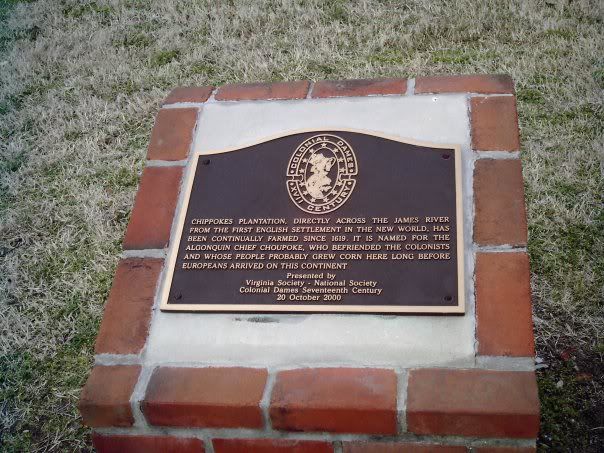 COLONIAL DAMES
XVII
CENTURY
CHIPPOKES PLANTATION, DIRECTLY ACROSS THE JAMES RIVER
FROM THE FIRST ENGLISH SETTLEMENT IN THE NEW WORLD, HAS
BEEN CONTINUALLY FARMED SINCE 1619. IT IS NAMED FOR THE
ALGONQUIN CHIEF CHOUPOKE, WHO BEFRIENDED THE COLONISTS
AND WHOSE PEOPLE PROBABLY GREW CORN HERE LONG BEFORE
EUROPEANS ARRIVED ON THIS CONTINENT
Presented by
Virginia Society - National Society
Colonial Dames Seventeenth Century
20 October 2000